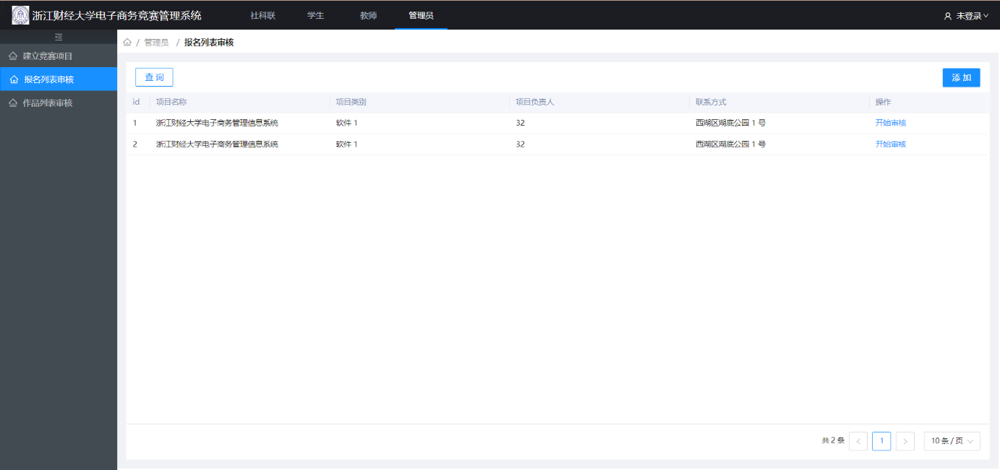 浙江财经大学电子商务竞赛管理系统 社科联 学生 教师 管理员 未登录
建立竞赛项目
报名列表审核
作品列表审核
/ 管理员 / 报名列表审核
查 询 添 加
id 项目名称 项目类别 项目负责人 联系方式 操作
1 浙江财经大学电子商务管理信息系统 软件 1 32 西湖区湖底公园 1 号 开始审核
2 浙江财经大学电子商务管理信息系统 软件 1 32 西湖区湖底公园 1 号 开始审核
共 2 条 < 1 > 10 条 / 页